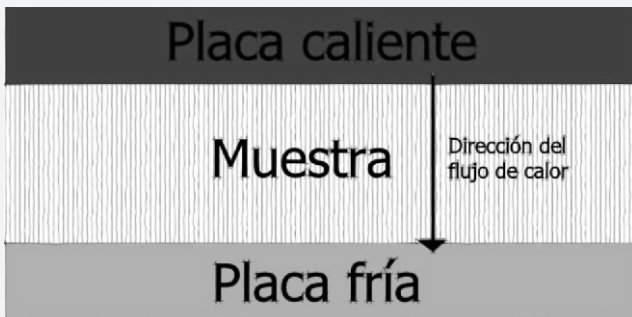 Placa caliente
Muestra
Dirección del
flujo de calor
Placa fría